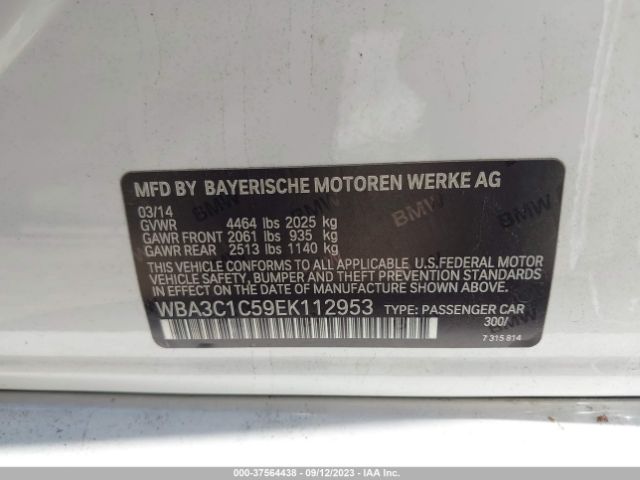 MFD BY BAYERISCHE MOTOREN WERKE AG
03/14
GVWR 4464 lbs 2025 kg
GAWR FRONT 2061 lbs 935 kg
GAWR REAR 2513 lbs 1140 kg
THIS VEHICLE CONFORMS TO ALL APPLICABLE U.S.FEDERAL MOTOR
VEHICLE SAFETY, BUMPER AND THEFT PREVENTION STANDARDS
IN EFFECT ON THE DATE OF MANUFACTURE SHOWN ABOVE.
WBA3C1C59EK112953 TYPE: PASSENGER CAR
300/
7 315 814
BMW BMW BMW
000-37564438 - 09/12/2023 - IAA Inc.